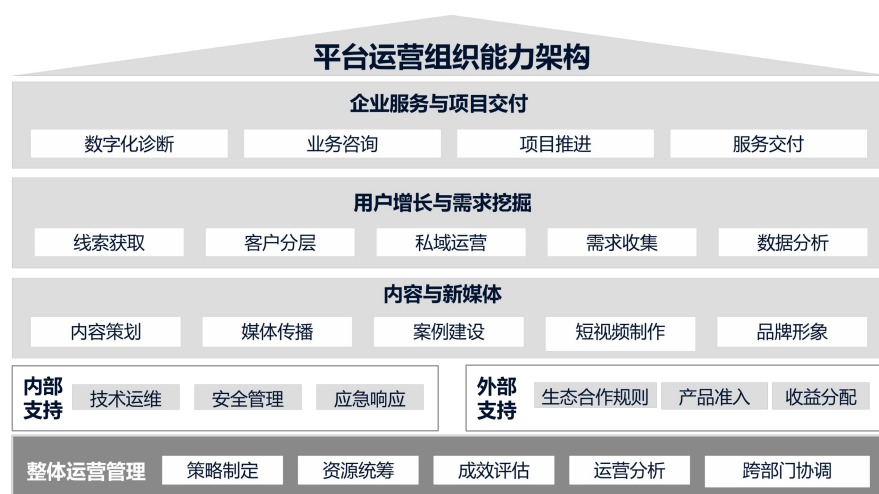 平台运营组织能力架构
企业服务与项目交付
数字化诊断 业务咨询 项目推进 服务交付
用户增长与需求挖掘
线索获取 客户分层 私域运营 需求收集 数据分析
内容与新媒体
内容策划 媒体传播 案例建设 短视频制作 品牌形象
内部
支持
技术运维 安全管理 应急响应
外部
支持
生态合作规则 产品准入 收益分配
整体运营管理 策略制定 资源统筹 成效评估 运营分析 跨部门协调